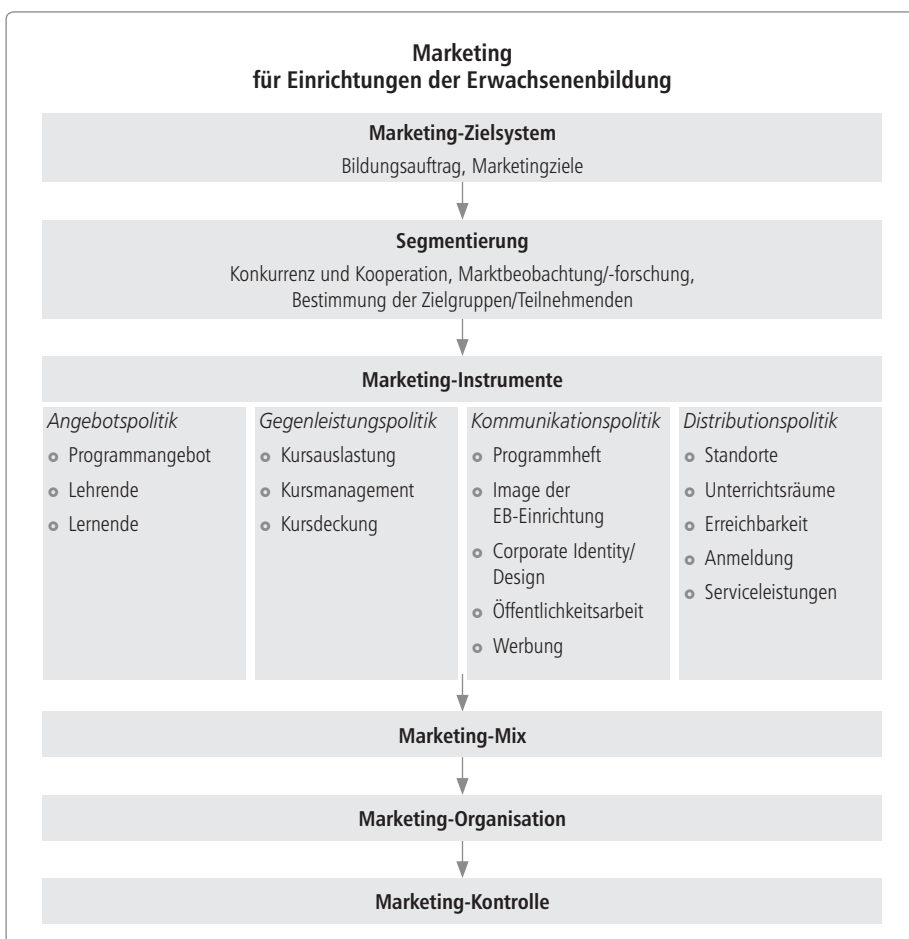 Marketing
für Einrichtungen der Erwachsenenbildung
Marketing-Zielsystem
Bildungsauftrag, Marketingziele
Segmentierung
Konkurrenz und Kooperation, Marktbeobachtung/-forschung,
Bestimmung der Zielgruppen/Teilnehmenden
Marketing-Instrumente
Angebotspolitik
Programmangebot
Lehrende
Lernende
Gegenleistungspolitik
Kursauslastung
Kursmanagement
Kursdeckung
Kommunikationspolitik
Programmheft
Image der
EB-Einrichtung
Corporate Identity/
Design
Öffentlichkeitsarbeit
Werbung
Distributionspolitik
Standorte
Unterrichtsräume
Erreichbarkeit
Anmeldung
Serviceleistungen
Marketing-Mix
Marketing-Organisation
Marketing-Kontrolle